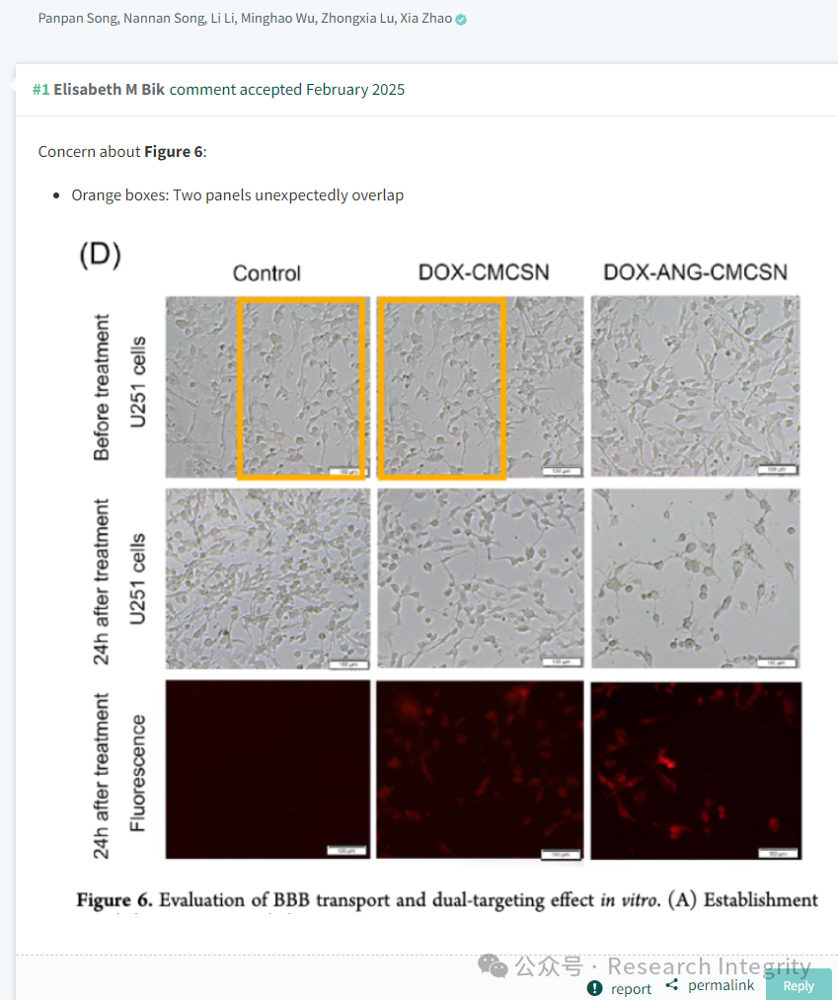 Panpan Song, Nannan Song, Li Li, Minghao Wu, Zhongxia Lu, Xia Zhao
#1 Elisabeth M Bik comment accepted February 2025
Concern about Figure 6:
Orange boxes: Two panels unexpectedly overlap
(D)
Control DOX-CMCSN DOX-ANG-CMCSN
Before treatment
U251 cells
100 μm
100 μm
24h after treatment
U251 cells
24h after treatment
Fluorescence
Figure 6. Evaluation of BBB transport and dual-targeting effect in vitro. (A) Establishment
公众号 · Research Integrity
report permalink Reply